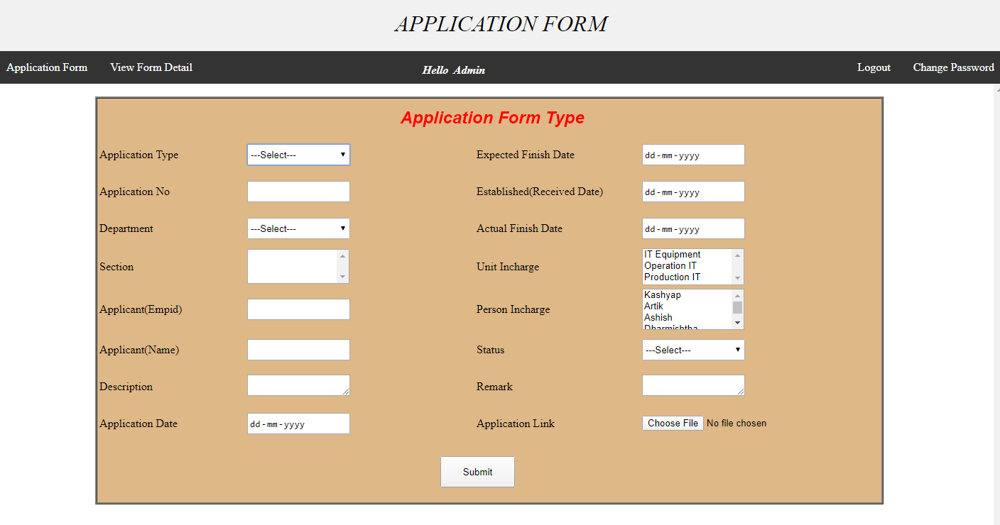 APPLICATION FORM
Application Form View Form Detail Hello Admin Logout Change Password
Application Form Type
Application Type ---Select--- Expected Finish Date dd-mm-yyyy
Application No Established(Received Date) dd-mm-yyyy
Department ---Select--- Actual Finish Date dd-mm-yyyy
Section Unit Incharge IT Equipment
Operation IT
Production IT
Applicant(Empid) Person Incharge Kashyap
Artik
Ashish
Dharmishtha
Applicant(Name) Status ---Select---
Description Remark
Application Date dd-mm-yyyy Application Link Choose File No file chosen
Submit